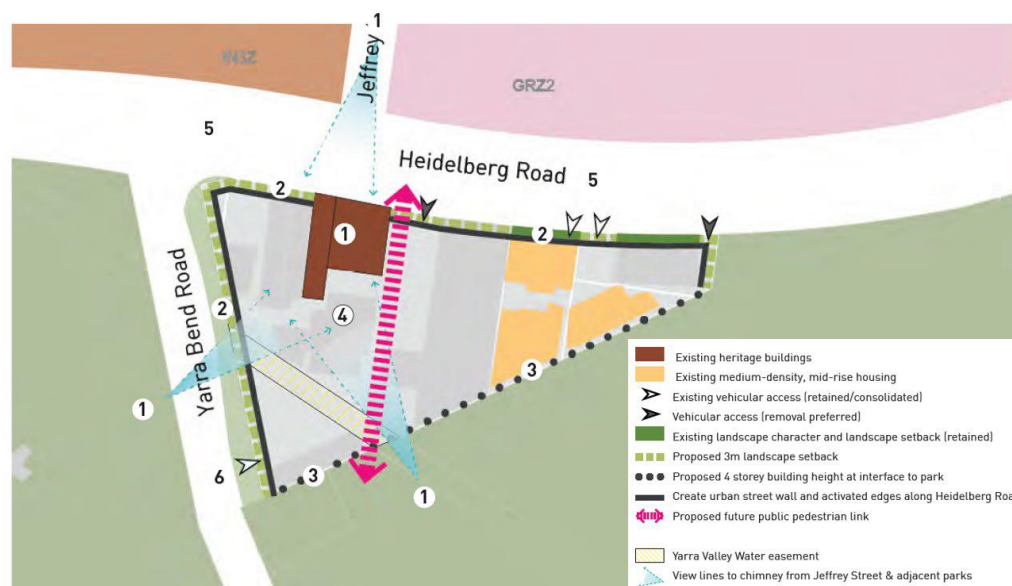 1
Jeffrey
IN3Z
GRZ2
5
Heidelberg Road 5
2
1
2
2
4
Yarra Bend Road
3
1
6
3
1
Existing heritage buildings
Existing medium-density, mid-rise housing
Existing vehicular access (retained/consolidated)
Vehicular access (removal preferred)
Existing landscape character and landscape setback (retained)
Proposed 3m landscape setback
Proposed 4 storey building height at interface to park
Create urban street wall and activated edges along Heidelberg Roa
Proposed future public pedestrian link
Yarra Valley Water easement
View lines to chimney from Jeffrey Street & adjacent parks